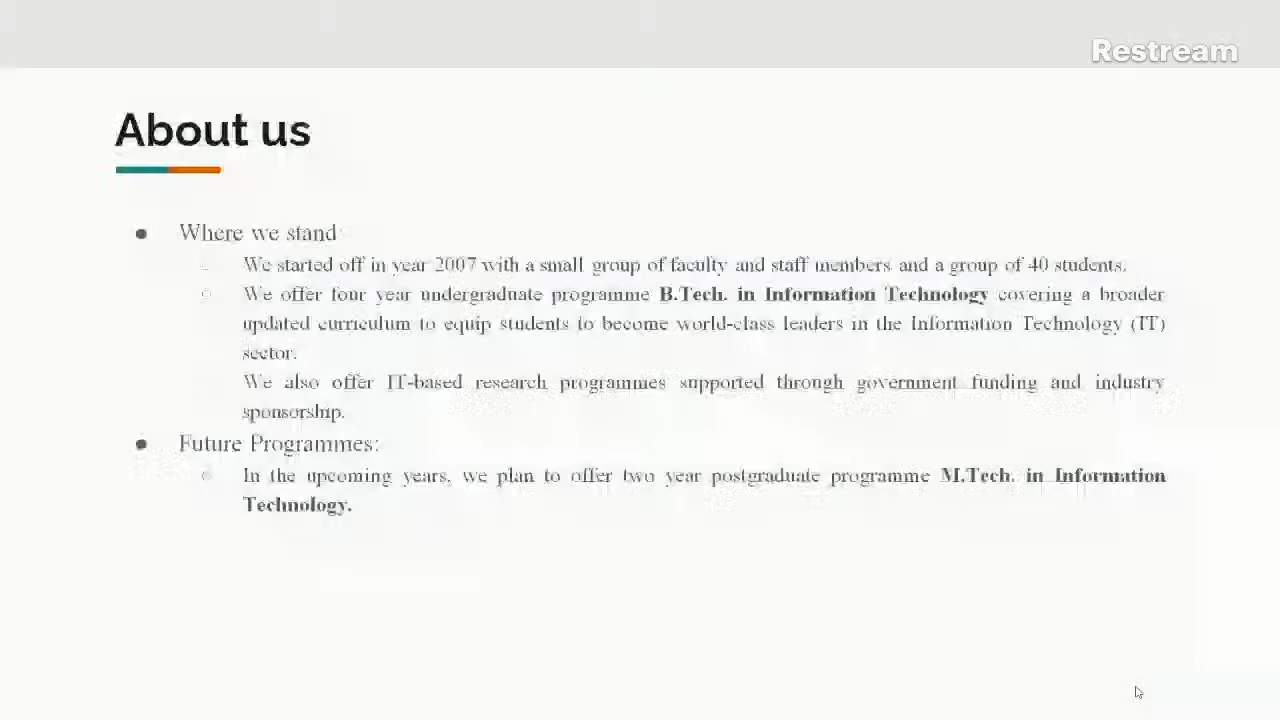 Restream
About us
● Where we stand
○ We started off in year 2007 with a small group of faculty and staff members and a group of 40 students.
○ We offer four year undergraduate programme B.Tech. in Information Technology covering a broader
updated curriculum to equip students to become world-class leaders in the Information Technology (IT)
sector.
We also offer IT-based research programmes supported through government funding and industry
sponsorship.
● Future Programmes:
○ In the upcoming years, we plan to offer two year postgraduate programme M.Tech. in Information
Technology.